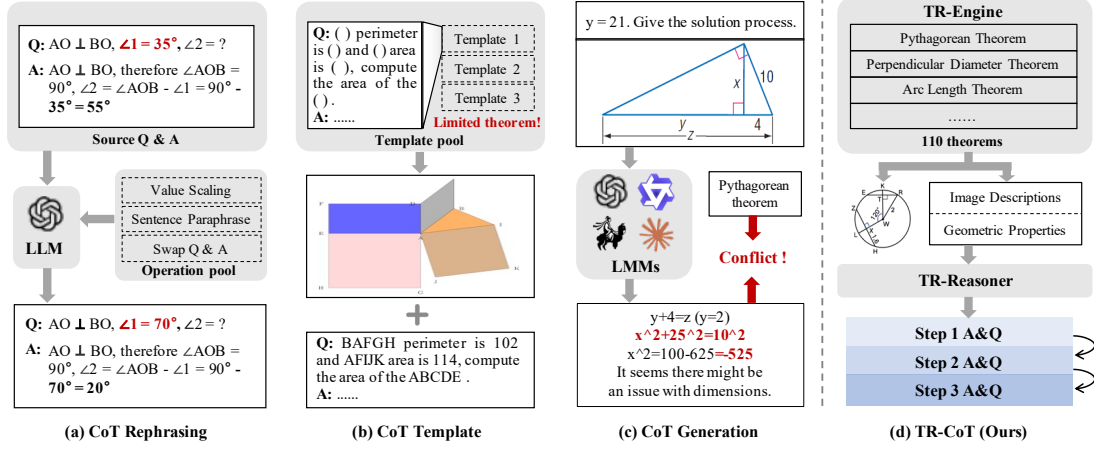 Q: AO ⊥ BO, ∠1 = 35°, ∠2 = ?
A: AO ⊥ BO, therefore ∠AOB =
90°, ∠2 = ∠AOB - ∠1 = 90° -
35° = 55°
Source Q & A
LLM
Value Scaling
Sentence Paraphrase
Swap Q & A
Operation pool
Q: AO ⊥ BO, ∠1 = 70°, ∠2 = ?
A: AO ⊥ BO, therefore ∠AOB =
90°, ∠2 = ∠AOB - ∠1 = 90° -
70° = 20°
(a) CoT Rephrasing
Q: ( ) perimeter
is ( ) and ( ) area
is ( ), compute
the area of the
( ) .
A: ......
Template 1
Template 2
Template 3
Limited theorem!
Template pool
Q: BAFGH perimeter is 102
and AFIJK area is 114, compute
the area of the ABCDE .
A: ......
(b) CoT Template
y = 21. Give the solution process.
x
10
y
4
z
LMMs
Pythagorean
theorem
Conflict !
y+4=z (y=2)
x^2+25^2=10^2
x^2=100-625=-525
It seems there might be
an issue with dimensions.
(c) CoT Generation
TR-Engine
Pythagorean Theorem
Perpendicular Diameter Theorem
Arc Length Theorem
......
110 theorems
K
E
R
T
Z
120°
2
W
L
X
1.6
H
Image Descriptions
Geometric Properties
TR-Reasoner
Step 1 A&Q
Step 2 A&Q
Step 3 A&Q
(d) TR-CoT (Ours)